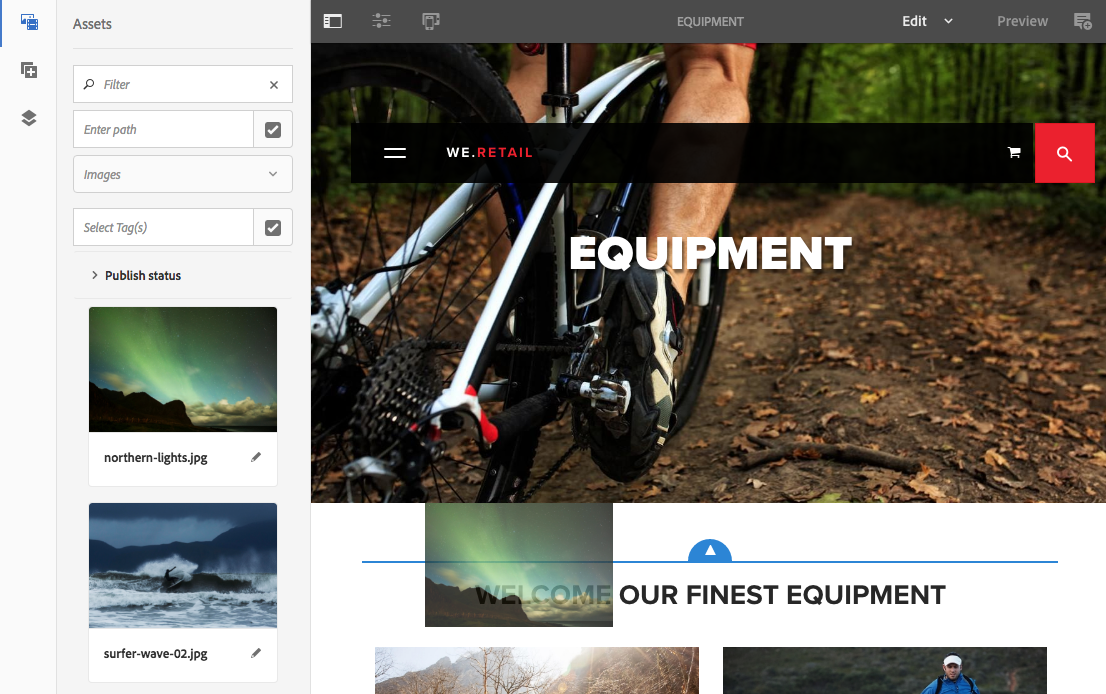 Assets
Filter
Enter path
Images
Select Tag(s)
Publish status
northern-lights.jpg
surfer-wave-02.jpg
EQUIPMENT
Edit
Preview
WE.RETAIL
EQUIPMENT
WELCOME OUR FINEST EQUIPMENT